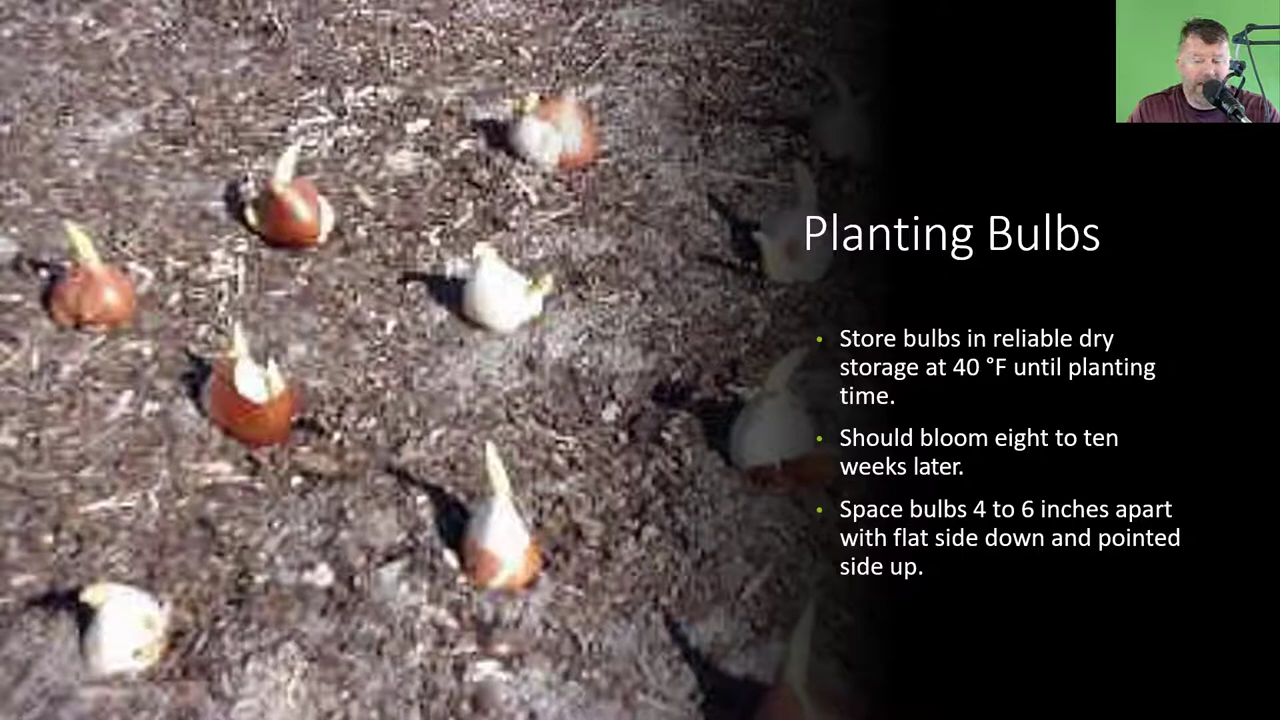 Planting Bulbs
Store bulbs in reliable dry
storage at 40 °F until planting
time.
Should bloom eight to ten
weeks later.
Space bulbs 4 to 6 inches apart
with flat side down and pointed
side up.